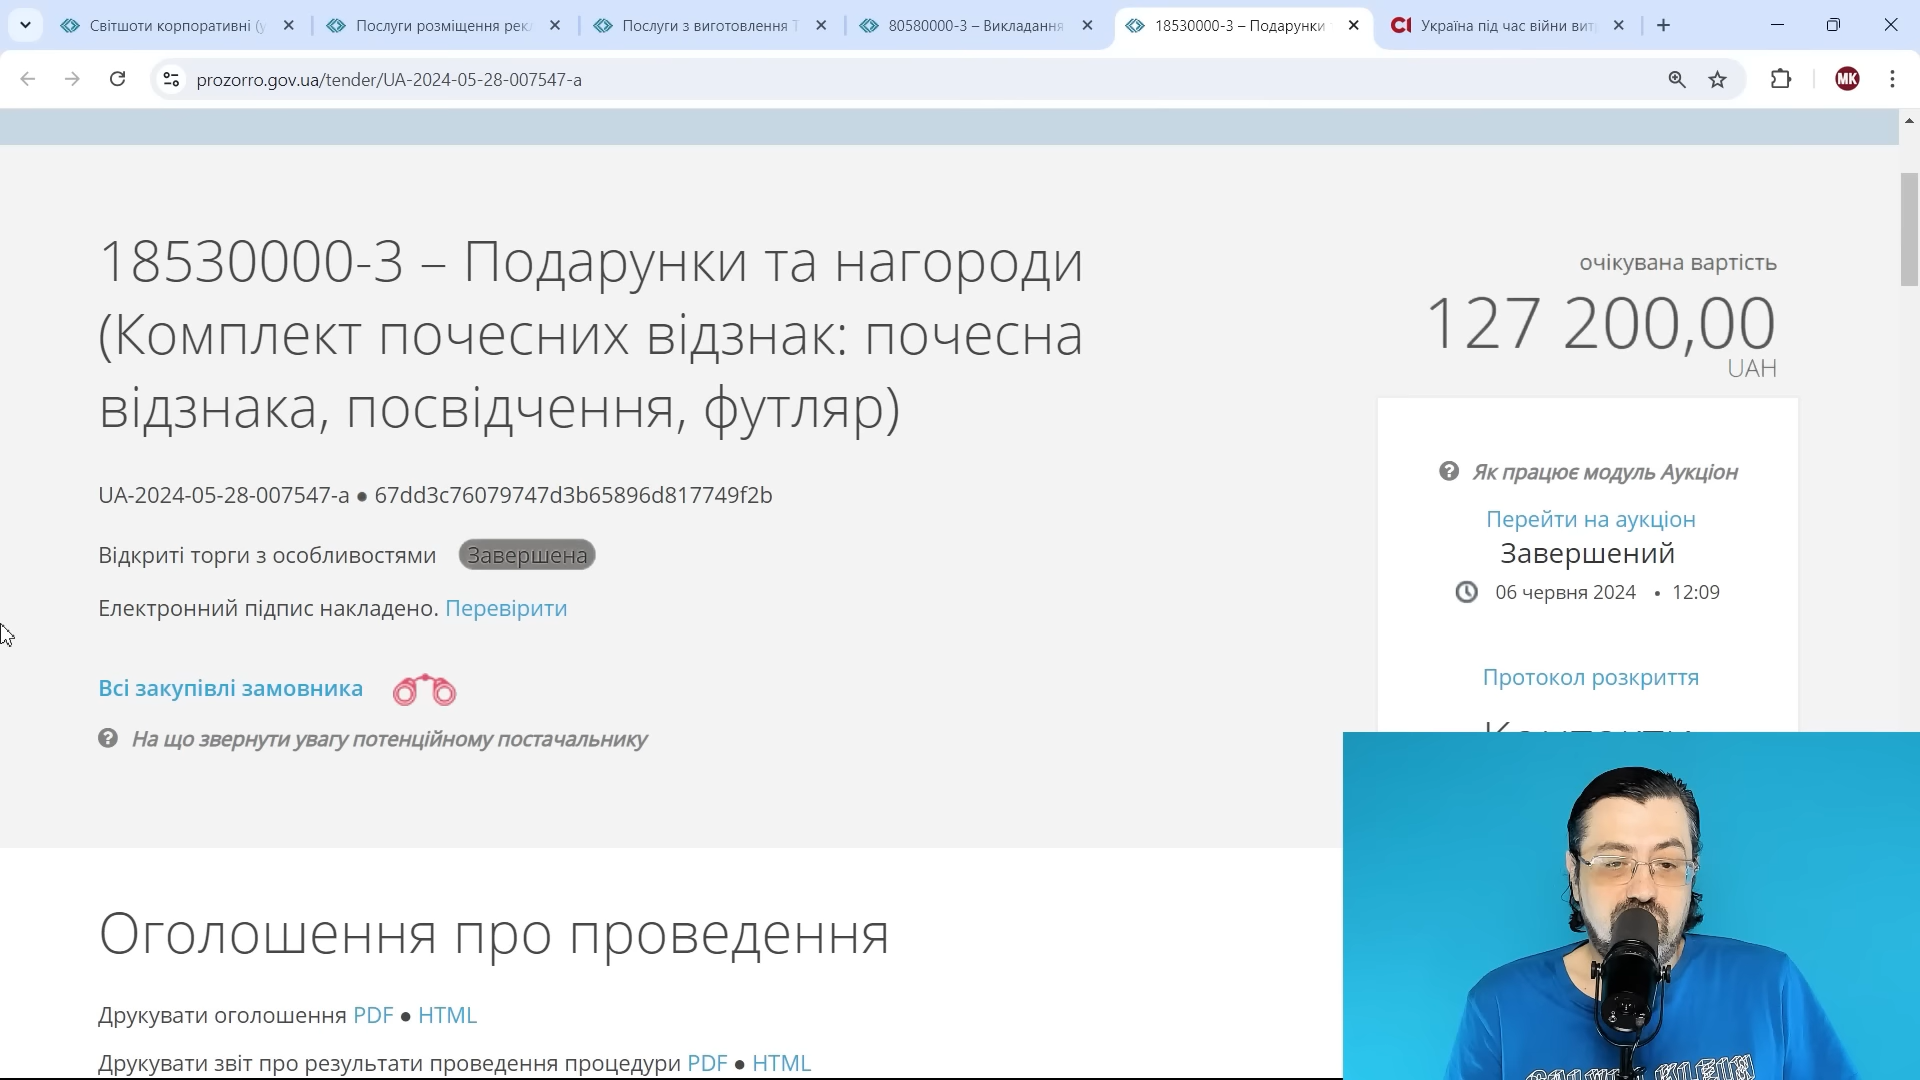 Світшоти корпоративні (у
Послуги розміщення рек
Послуги з виготовлення Т
80580000-3 – Викладання
18530000-3 – Подарунки
Україна під час війни вит
prozorro.gov.ua/tender/UA-2024-05-28-007547-a
MK
18530000-3 – Подарунки та нагороди
(Комплект почесних відзнак: почесна
відзнака, посвідчення, футляр)
UA-2024-05-28-007547-a ● 67dd3c76079747d3b65896d817749f2b
Відкриті торги з особливостями Завершена
Електронний підпис накладено. Перевірити
Всі закупівлі замовника
На що звернути увагу потенційному постачальнику
очікувана вартість
127 200,00
UAH
Як працює модуль Аукціон
Перейти на аукціон
Завершений
06 червня 2024 • 12:09
Протокол розкриття
Оголошення про проведення
Друкувати оголошення PDF ● HTML
Друкувати звіт про результати проведення процедури PDF ● HTML